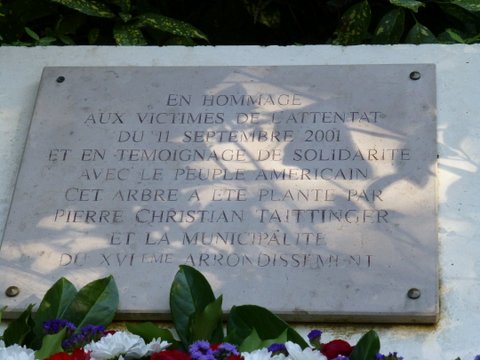 EN HOMMAGE
AUX VICTIMES DE L'ATTENTAT
DU 11 SEPTEMBRE 2001
ET EN TEMOIGNAGE DE SOLIDARITE
AVEC LE PEUPLE AMERICAIN
CET ARBRE A ETE PLANTE PAR
PIERRE CHRISTIAN TAITTINGER
ET LA MUNICIPALITE
DU XVIEME ARRONDISSEMENT